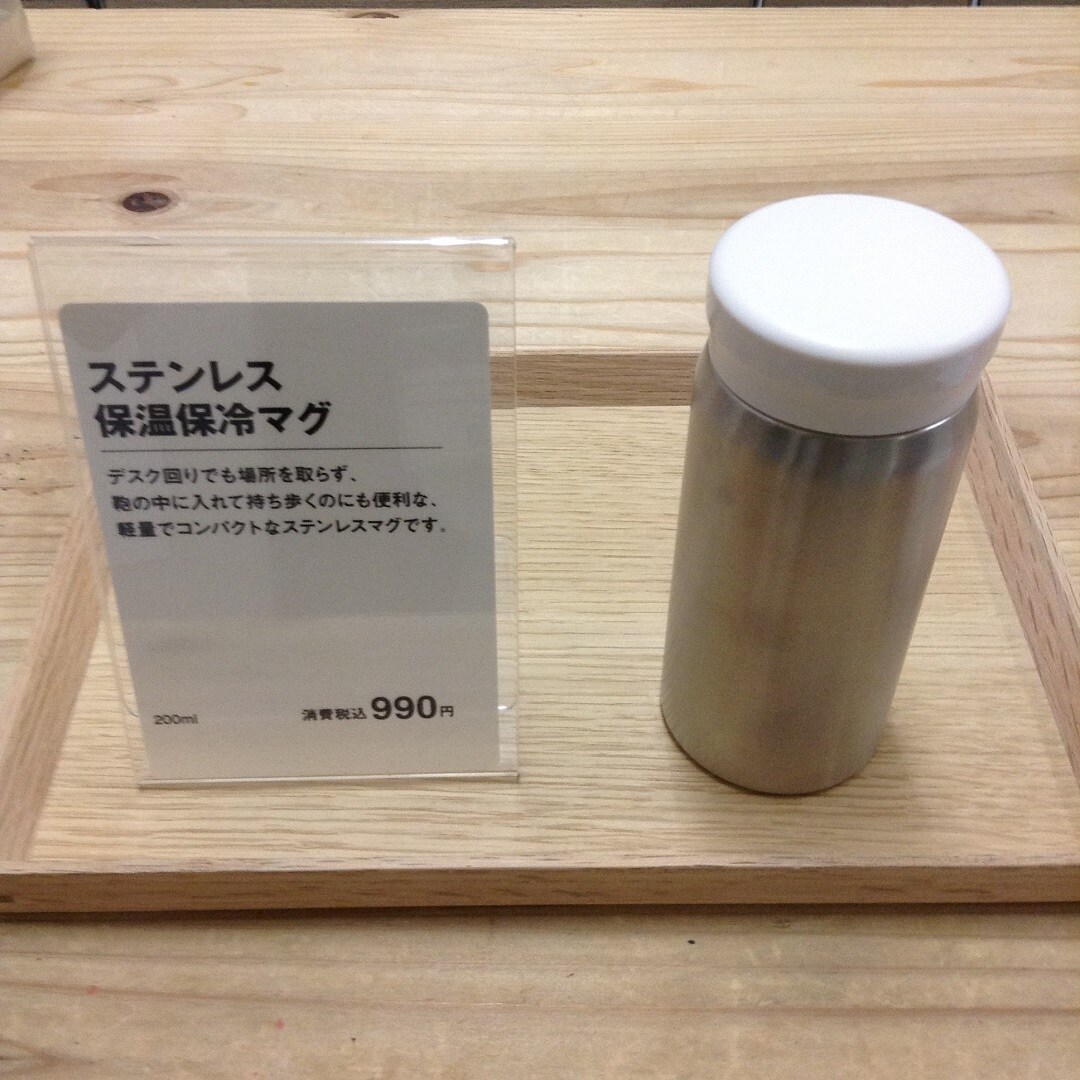 ステンレス
保温保冷マグ
デスク回りでも場所を取らず、
鞄の中に入れて持ち歩くのにも便利な、
軽量でコンパクトなステンレスマグです。
200ml 消費税込990円